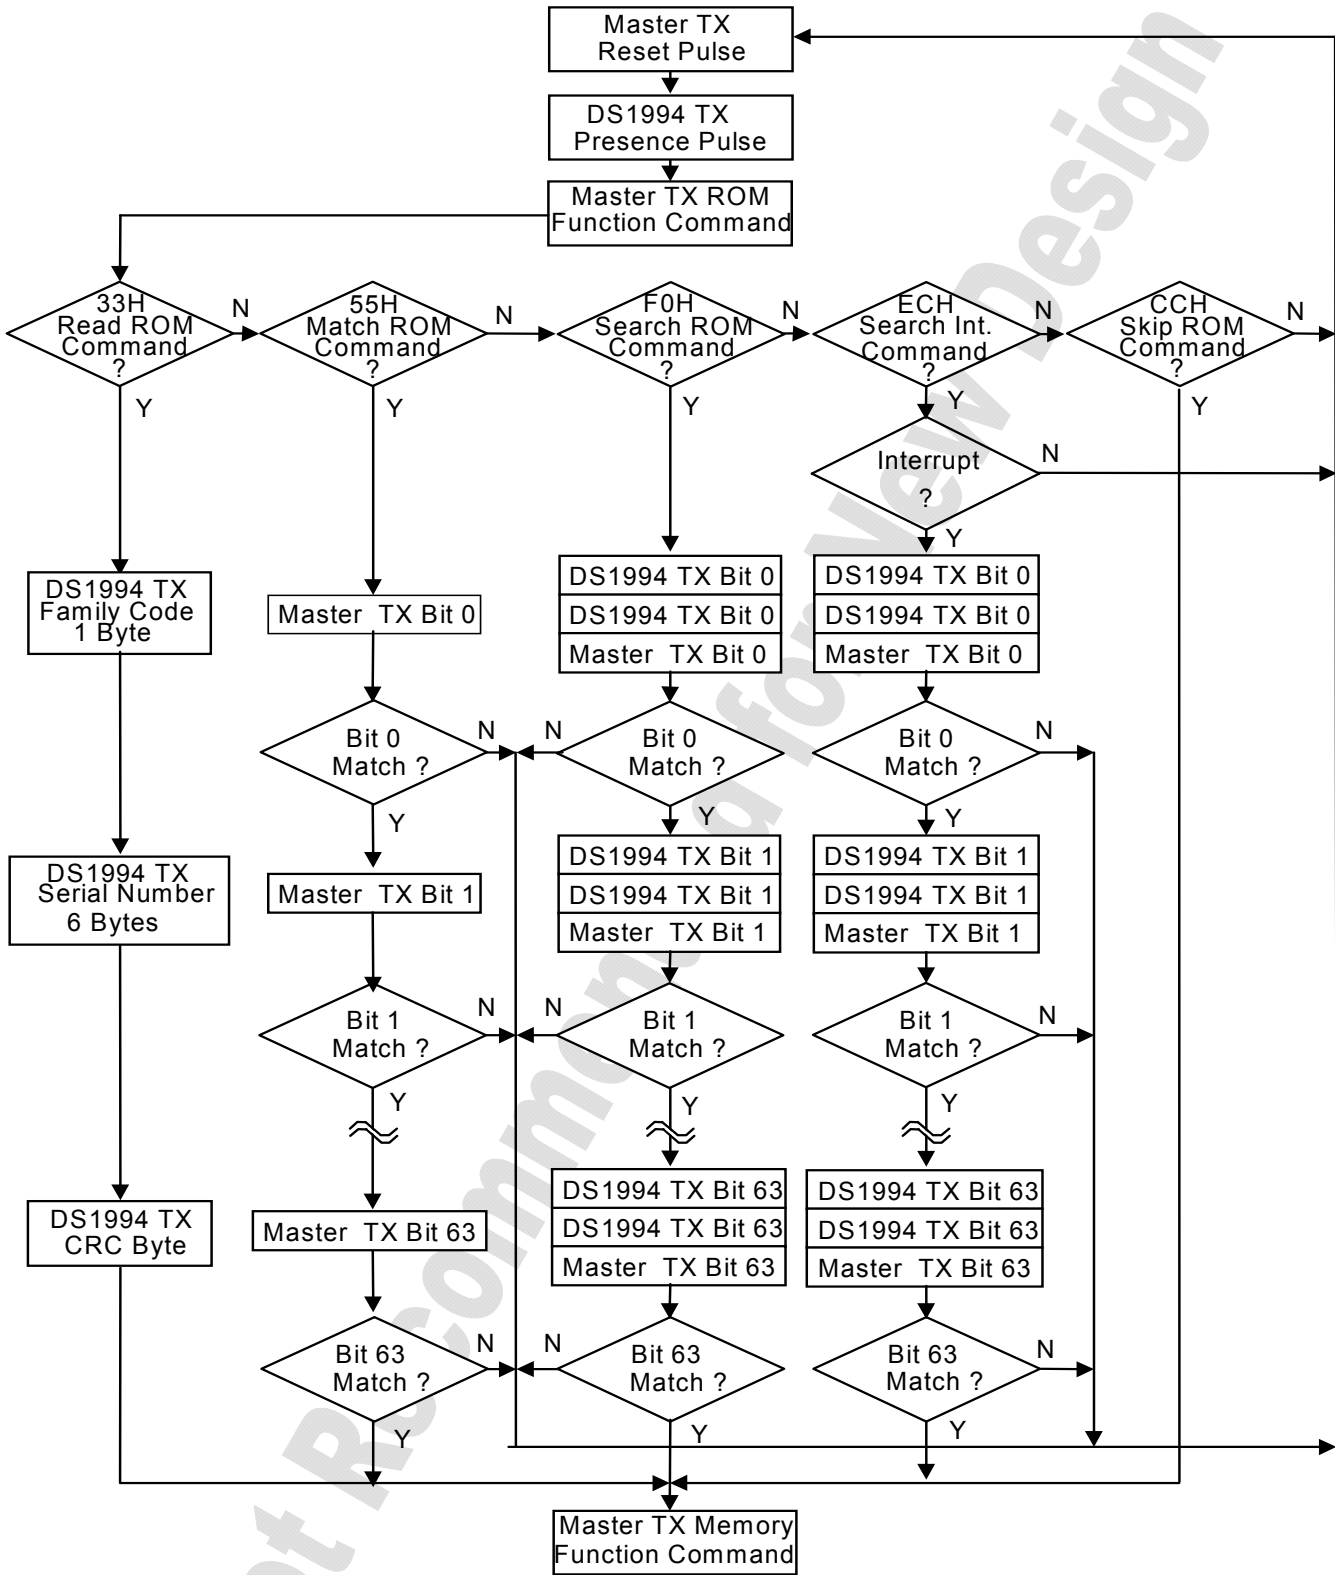 Master TX
Reset Pulse
DS1994 TX
Presence Pulse
Master TX ROM
Function Command
33H
Read ROM
Command
?
N
Y
55H
Match ROM
Command
?
N
Y
F0H
Search ROM
Command
?
N
Y
ECH
Search Int.
Command
?
N
Y
CCH
Skip ROM
Command
?
N
Y
Interrupt
?
N
Y
DS1994 TX
Family Code
1 Byte
DS1994 TX
Serial Number
6 Bytes
DS1994 TX
CRC Byte
Master TX Bit 0
Bit 0
Match ?
N
Y
Master TX Bit 1
Bit 1
Match ?
N
Y
Master TX Bit 63
Bit 63
Match ?
N
Y
DS1994 TX Bit 0
DS1994 TX Bit 0
Master TX Bit 0
Bit 0
Match ?
N
Y
DS1994 TX Bit 1
DS1994 TX Bit 1
Master TX Bit 1
Bit 1
Match ?
N
Y
DS1994 TX Bit 63
DS1994 TX Bit 63
Master TX Bit 63
Bit 63
Match ?
N
Y
DS1994 TX Bit 0
DS1994 TX Bit 0
Master TX Bit 0
Bit 0
Match ?
N
Y
DS1994 TX Bit 1
DS1994 TX Bit 1
Master TX Bit 1
Bit 1
Match ?
N
Y
DS1994 TX Bit 63
DS1994 TX Bit 63
Master TX Bit 63
Bit 63
Match ?
N
Y
Master TX Memory
Function Command
ot Recommended for New Design